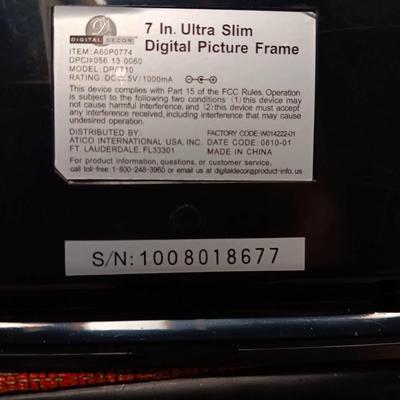 DIGITAL DECOR
7 In. Ultra Slim
Digital Picture Frame
ITEM: A60P0774
DPCI#056 13 0060
MODEL:
RATING: DC 5V/1000mA
This device complies with Part 15 of the FCC Rules. Operation
is subject to the following two conditions (1) this device may
not cause harmful interference, and (2) this device must accept
any interference received, including interference that may cause
undesired operation.
DISTRIBUTED BY:
ATICO INTERNATIONAL USA, INC.
FT. LAUDERDALE, FL33301
FACTORY CODE: W014222-01
DATE CODE: 0810-01
MADE IN CHINA
For product information, questions, or customer service,
call toll-free 1-800-248-3960 or email us at digitaldecor@product-info.us
S/N:1008018677